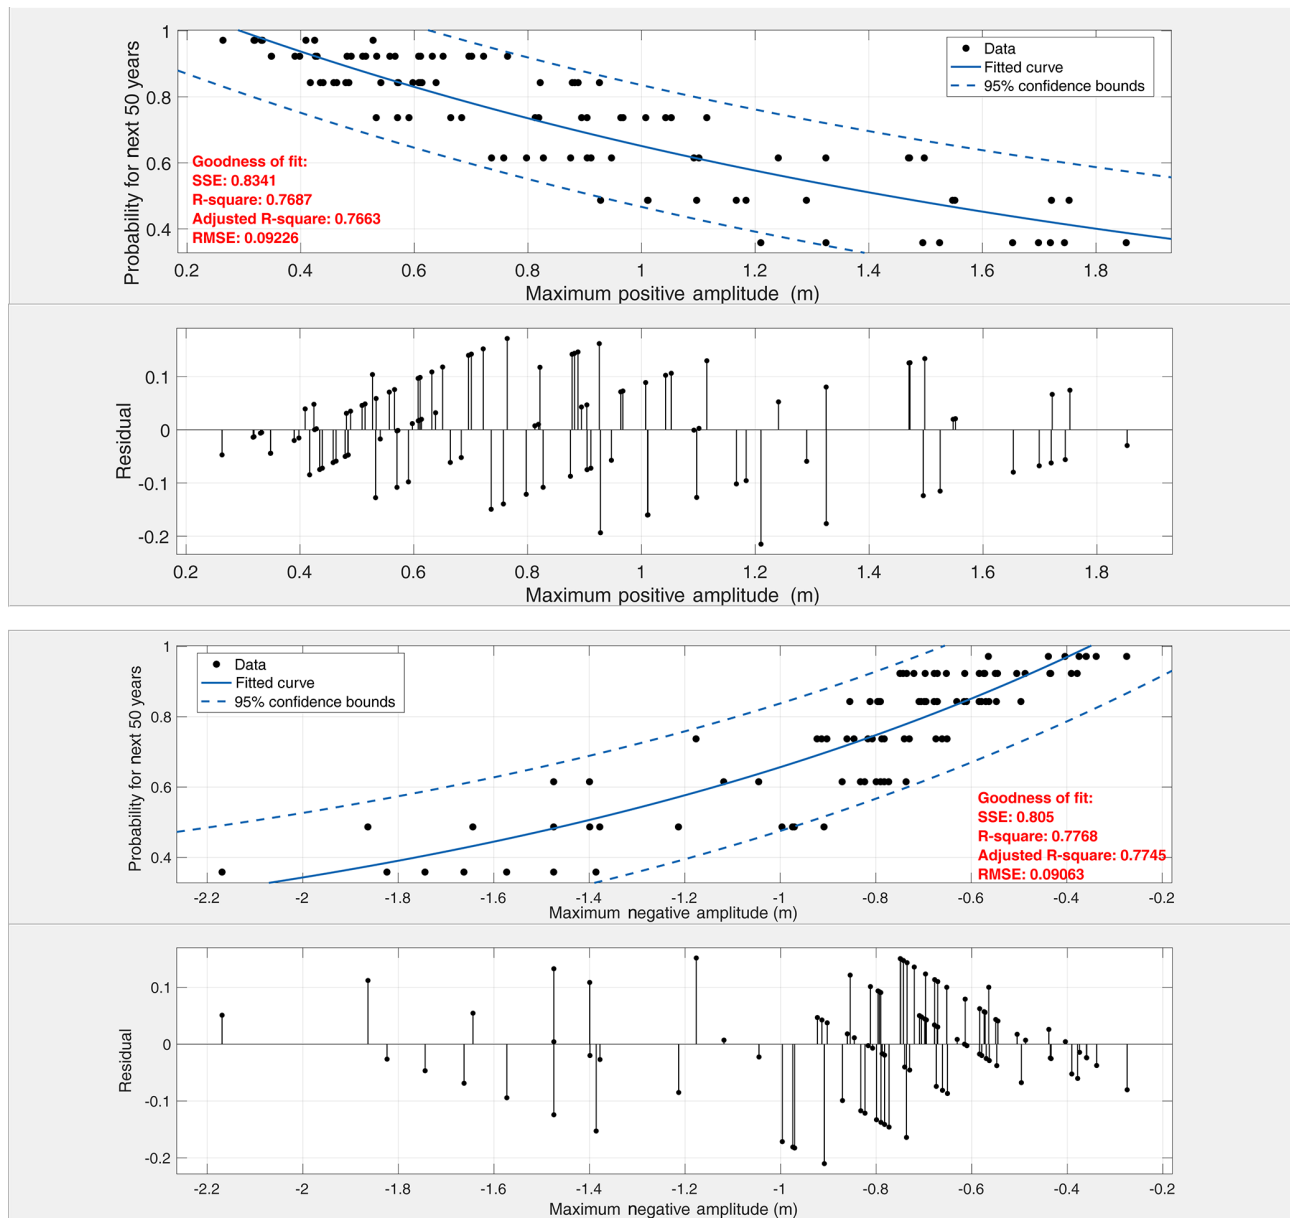 1
0.8
0.6
0.4
Probability for next 50 years
Data
Fitted curve
95% confidence bounds
Goodness of fit:
SSE: 0.8341
R-square: 0.7687
Adjusted R-square: 0.7663
RMSE: 0.09226
0.2 0.4 0.6 0.8 1 1.2 1.4 1.6 1.8
Maximum positive amplitude (m)
0.1
0
-0.1
-0.2
Residual
0.2 0.4 0.6 0.8 1 1.2 1.4 1.6 1.8
Maximum positive amplitude (m)
1
0.8
0.6
0.4
Probability for next 50 years
Data
Fitted curve
95% confidence bounds
Goodness of fit:
SSE: 0.805
R-square: 0.7768
Adjusted R-square: 0.7745
RMSE: 0.09063
-2.2 -2 -1.8 -1.6 -1.4 -1.2 -1 -0.8 -0.6 -0.4 -0.2
Maximum negative amplitude (m)
0.1
0
-0.1
-0.2
Residual
-2.2 -2 -1.8 -1.6 -1.4 -1.2 -1 -0.8 -0.6 -0.4 -0.2
Maximum negative amplitude (m)